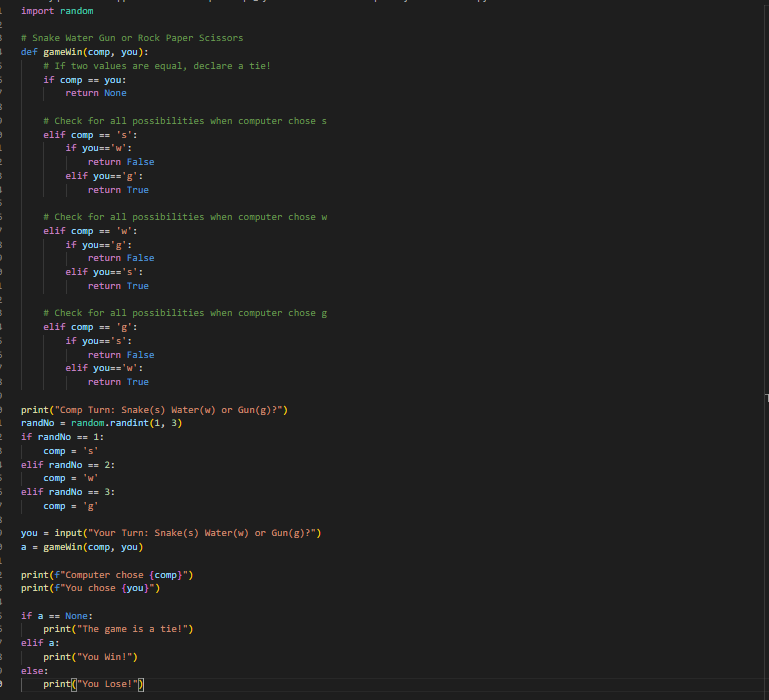 import random
# Snake Water Gun or Rock Paper Scissors
def gameWin(comp, you):
# If two values are equal, declare a tie!
if comp == you:
return None
# Check for all possibilities when computer chose s
elif comp == 's':
if you=='w':
return False
elif you=='g':
return True
# Check for all possibilities when computer chose w
elif comp == 'w':
if you=='g':
return False
elif you=='s':
return True
# Check for all possibilities when computer chose g
elif comp == 'g':
if you=='s':
return False
elif you=='w':
return True
print("Comp Turn: Snake(s) Water(w) or Gun(g)?")
randNo = random.randint(1, 3)
if randNo == 1:
comp = 's'
elif randNo == 2:
comp = 'w'
elif randNo == 3:
comp = 'g'
you = input("Your Turn: Snake(s) Water(w) or Gun(g)?")
a = gameWin(comp, you)
print(f"Computer chose {comp}")
print(f"You chose {you}")
if a == None:
print("The game is a tie!")
elif a:
print("You Win!")
else:
print("You Lose!")